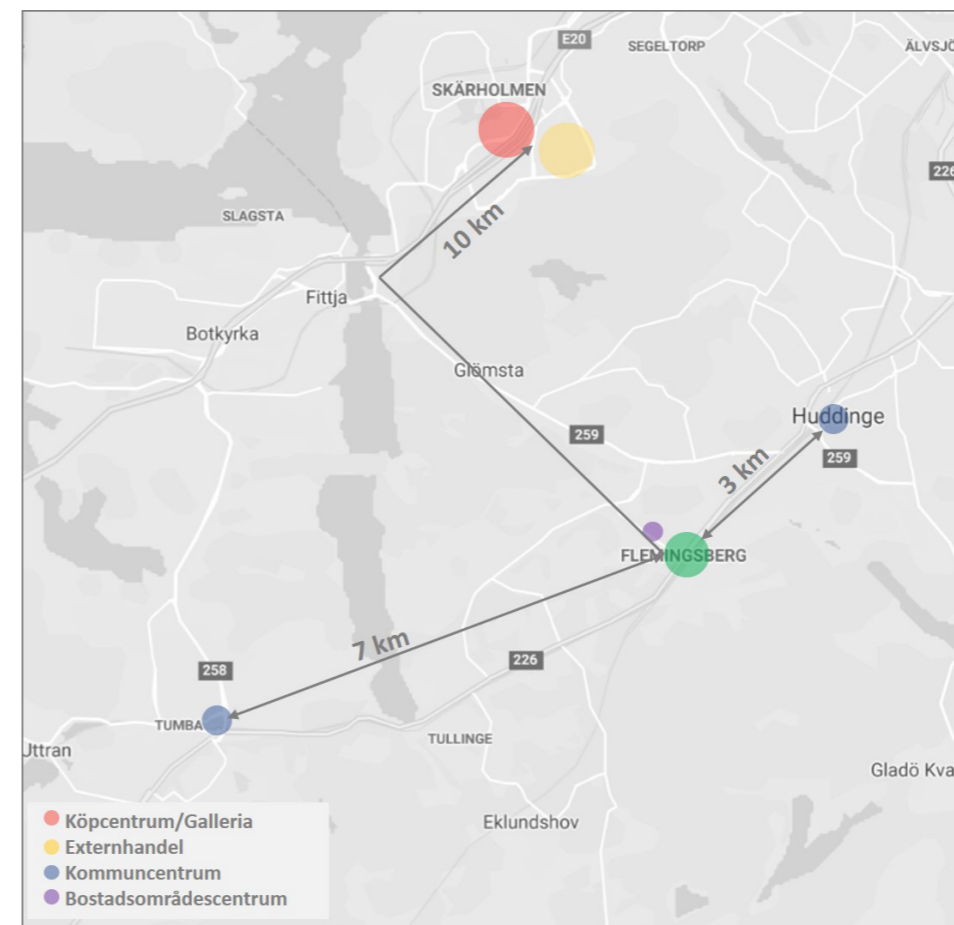 E20
SEGELTORP
ÄLVSJÖ
SKÄRHOLMEN
226
SLAGSTA
10 km
Fittja
Botkyrka
Glömsta
Huddinge
259
259
3 km
FLEMINGSBERG
7 km
226
258
TUMBA
TULLINGE
Uttran
Gladö Kva
Eklundshov
Köpcentrum/Galleria
Externhandel
Kommuncentrum
Bostadsområdescentrum